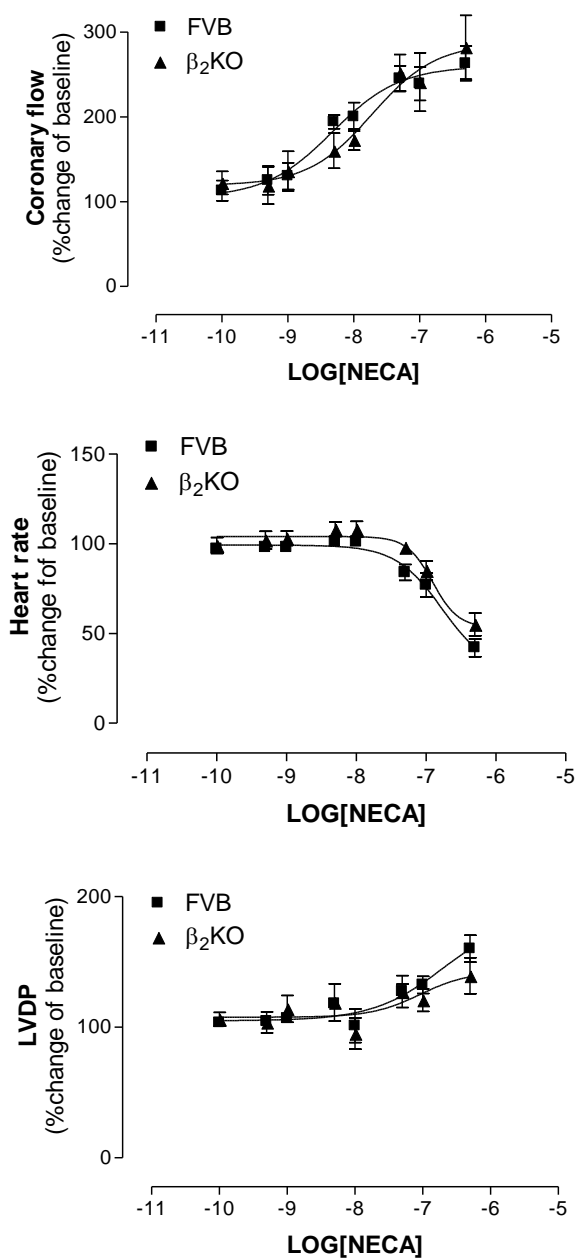 300
FVB
β2KO
200
100
0
Coronary flow
(%change of baseline)
-11 -10 -9 -8 -7 -6 -5
LOG[NECA]
150
FVB
β2KO
100
50
0
Heart rate
(%change fof baseline)
-11 -10 -9 -8 -7 -6 -5
LOG[NECA]
200
FVB
β2KO
100
0
LVDP
(%change of baseline)
-11 -10 -9 -8 -7 -6 -5
LOG[NECA]